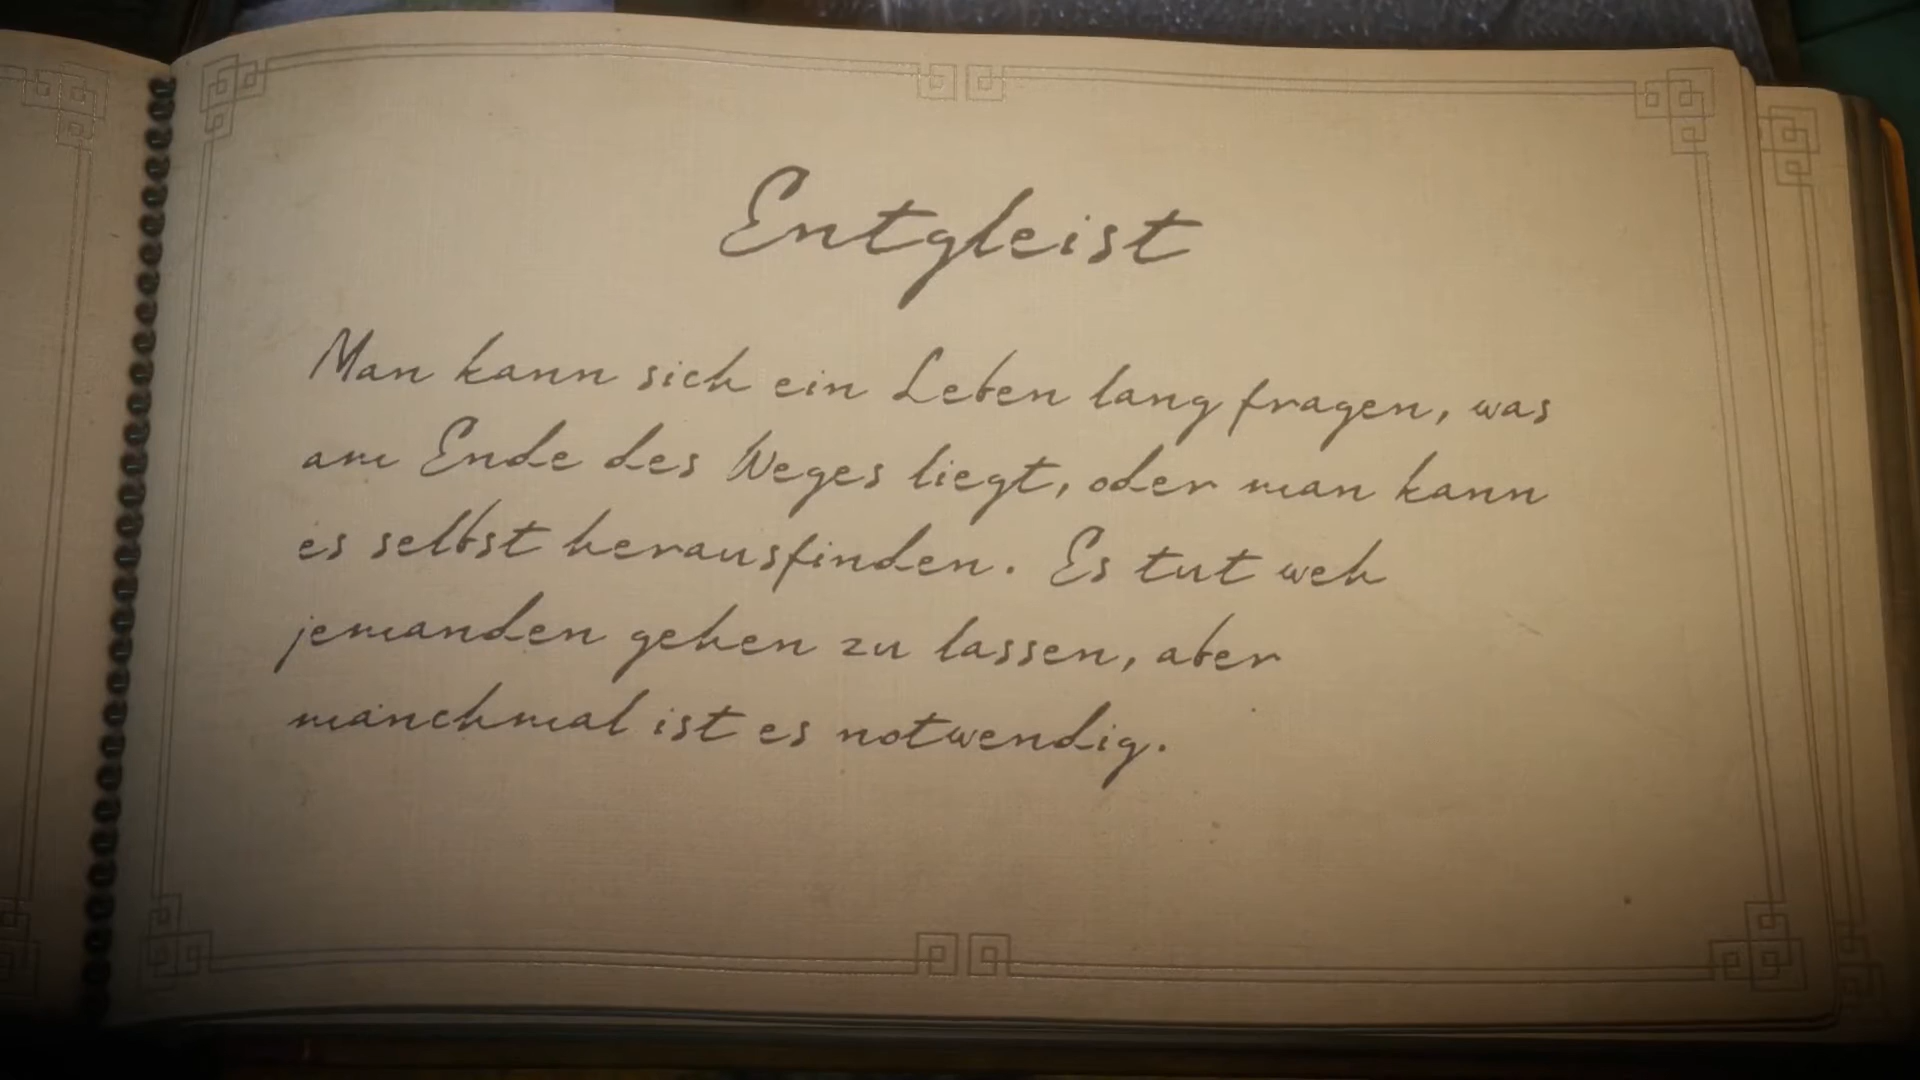 Entgleist
Man kann sich ein Leben lang fragen, was
am Ende des Weges liegt, oder man kann
es selbst herausfinden. Es tut weh
jemanden gehen zu lassen, aber
manchmal ist es notwendig.